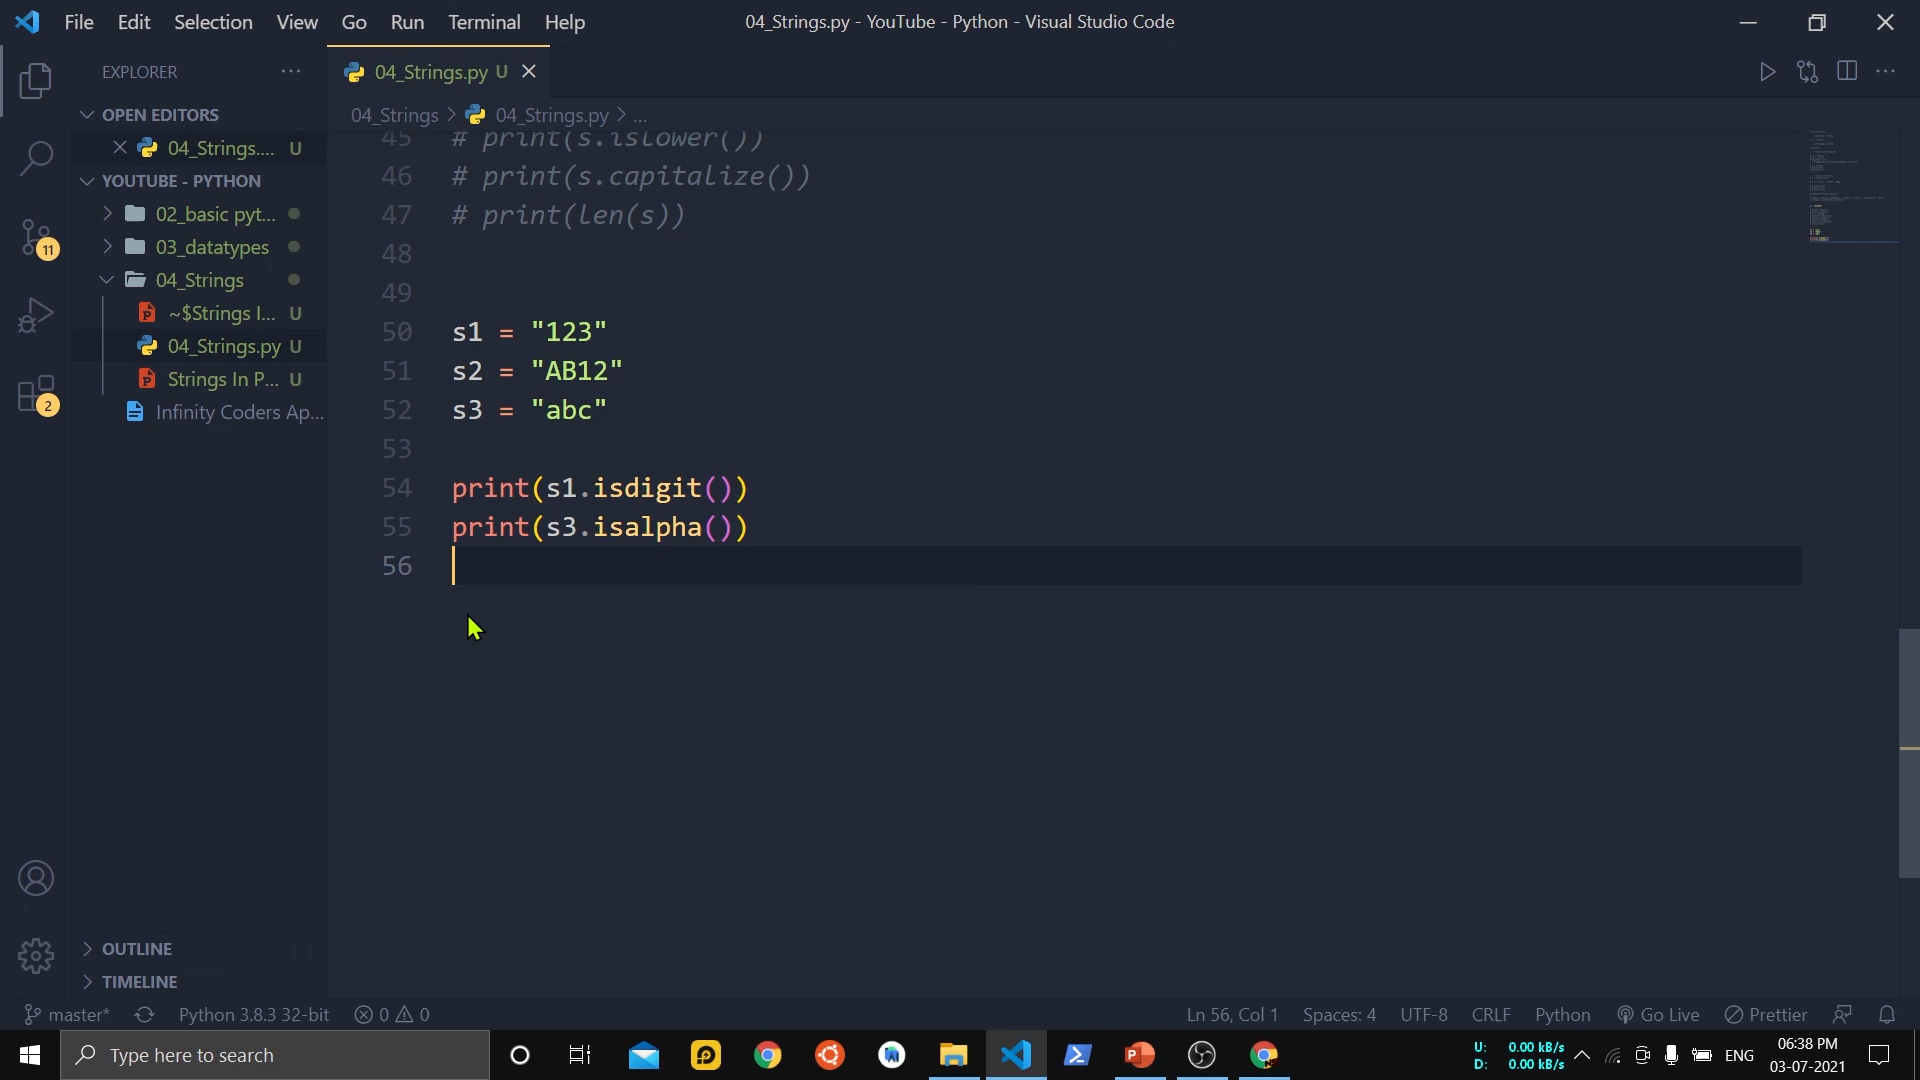 File Edit Selection View Go Run Terminal Help
04_Strings.py - YouTube - Python - Visual Studio Code
EXPLORER
04_Strings.py U
OPEN EDITORS
04_Strings > 04_Strings.py > ...
04_Strings.... U
YOUTUBE - PYTHON
02_basic pyt...
03_datatypes
04_Strings
~$Strings I... U
04_Strings.py U
Strings In P... U
Infinity Coders Ap...
11
2
45 # print(s.islower())
46 # print(s.capitalize())
47 # print(len(s))
48
49
50 s1 = "123"
51 s2 = "AB12"
52 s3 = "abc"
53
54 print(s1.isdigit())
55 print(s3.isalpha())
56
OUTLINE
TIMELINE
master* Python 3.8.3 32-bit 0 0
Ln 56, Col 1 Spaces: 4 UTF-8 CRLF Python Go Live Prettier
Type here to search
U: 0.00 kB/s
D: 0.00 kB/s
ENG
06:38 PM
03-07-2021